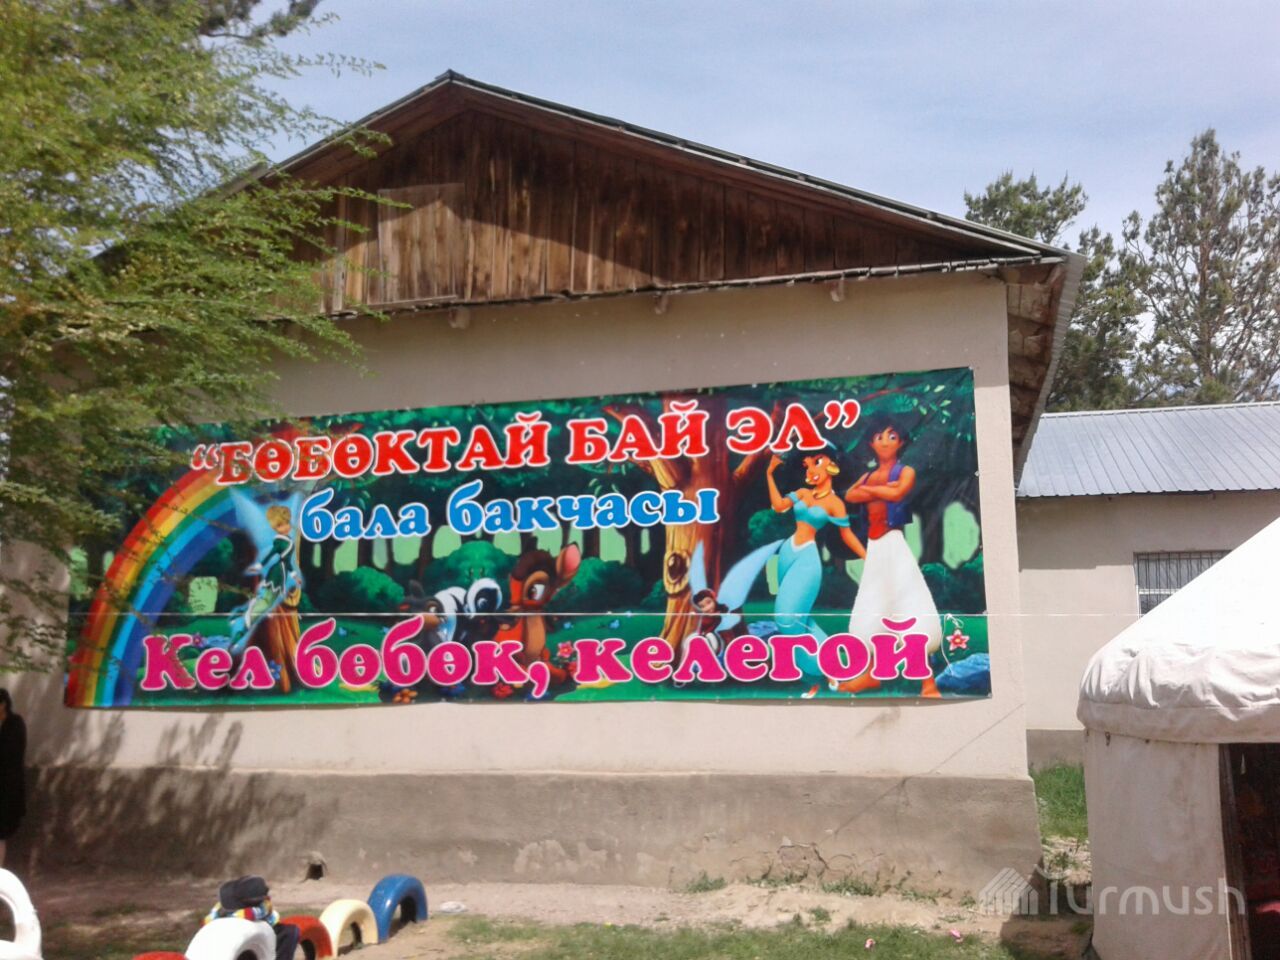 “БӨБӨКТАЙ БАЙ ЭЛ”
бала бакчасы
Кел бөбөк, келегой
Turmush